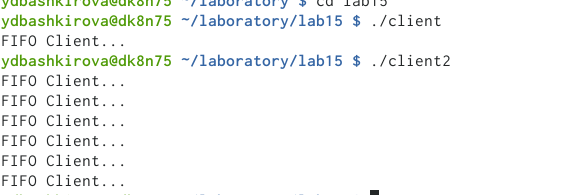 ydbashkirova@dk8n75 ~/laboratory $ cd lab15
ydbashkirova@dk8n75 ~/laboratory/lab15 $ ./client
FIFO Client...
ydbashkirova@dk8n75 ~/laboratory/lab15 $ ./client2
FIFO Client...
FIFO Client...
FIFO Client...
FIFO Client...
FIFO Client...
FIFO Client...